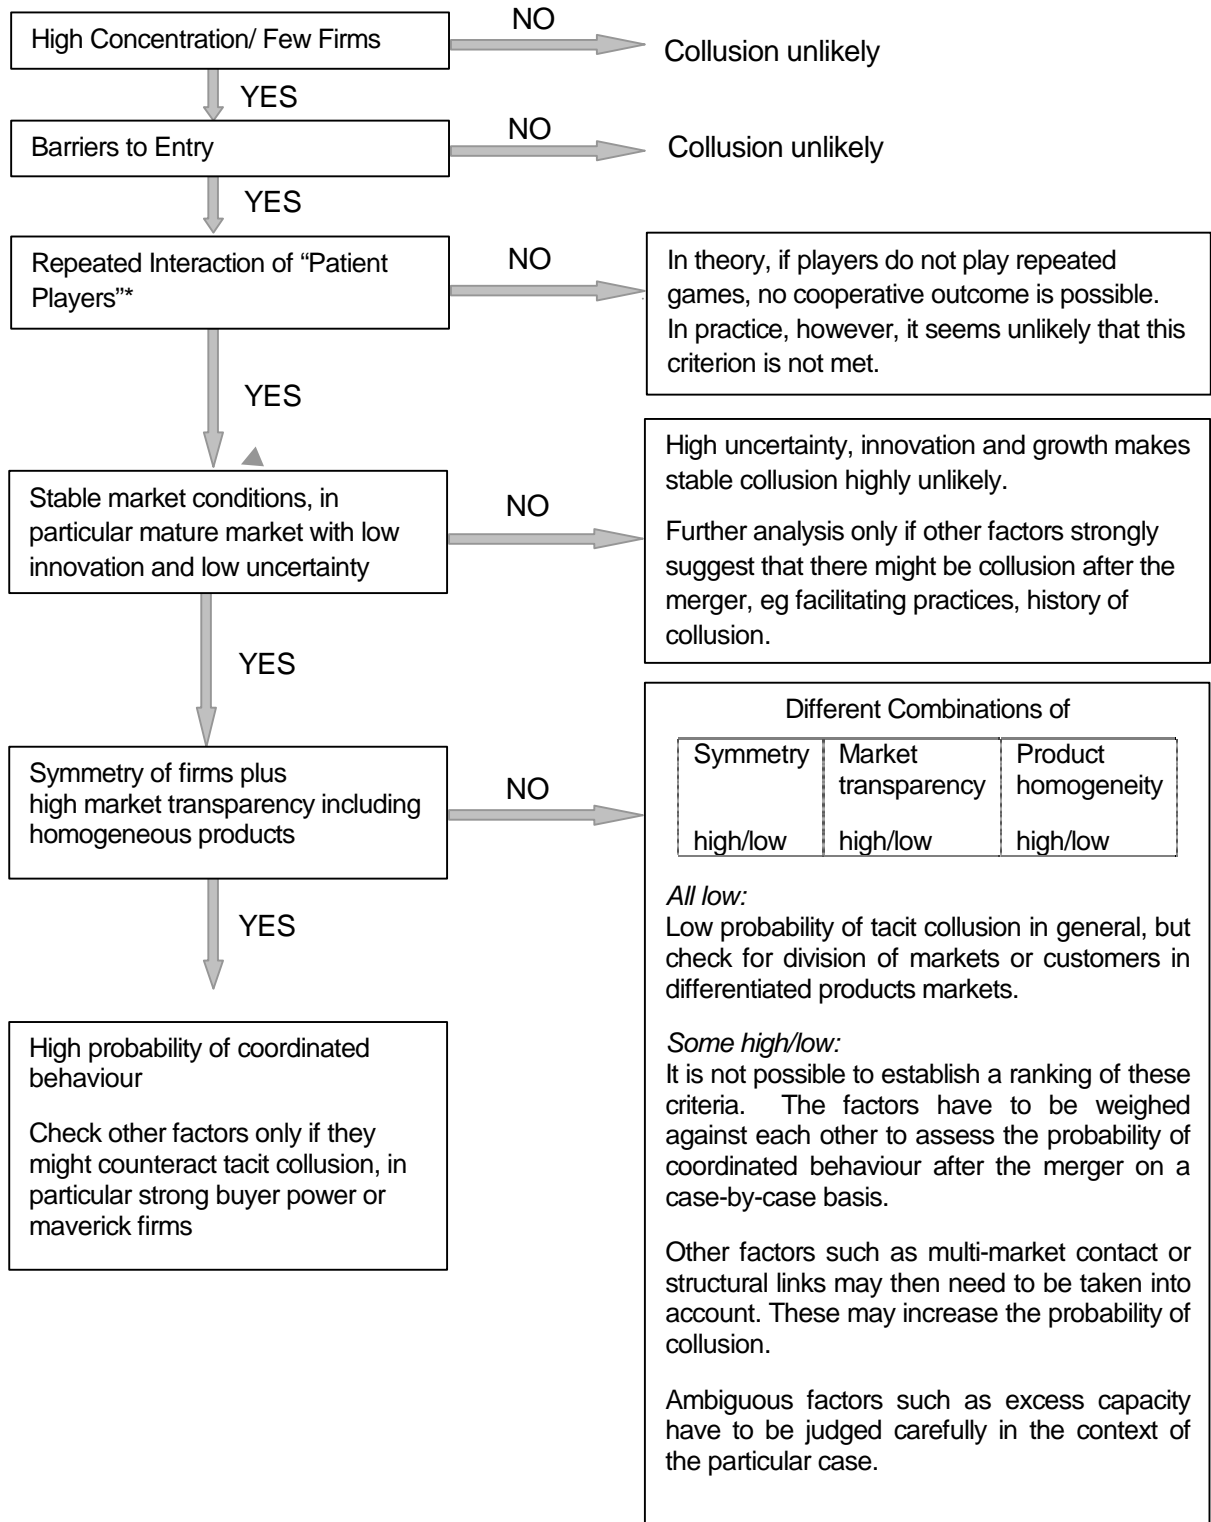 High Concentration/ Few Firms
NO
Collusion unlikely
YES
Barriers to Entry
NO
Collusion unlikely
YES
Repeated Interaction of “Patient
Players”*
NO
In theory, if players do not play repeated
games, no cooperative outcome is possible.
In practice, however, it seems unlikely that this
criterion is not met.
YES
Stable market conditions, in
particular mature market with low
innovation and low uncertainty
NO
High uncertainty, innovation and growth makes
stable collusion highly unlikely.
Further analysis only if other factors strongly
suggest that there might be collusion after the
merger, eg facilitating practices, history of
collusion.
YES
Symmetry of firms plus
high market transparency including
homogeneous products
NO
Different Combinations of
Symmetry
high/low
Market
transparency
high/low
Product
homogeneity
high/low
All low:
Low probability of tacit collusion in general, but
check for division of markets or customers in
differentiated products markets.
Some high/low:
It is not possible to establish a ranking of these
criteria. The factors have to be weighed
against each other to assess the probability of
coordinated behaviour after the merger on a
case-by-case basis.
Other factors such as multi-market contact or
structural links may then need to be taken into
account. These may increase the probability of
collusion.
Ambiguous factors such as excess capacity
have to be judged carefully in the context of
the particular case.
YES
High probability of coordinated
behaviour
Check other factors only if they
might counteract tacit collusion, in
particular strong buyer power or
maverick firms